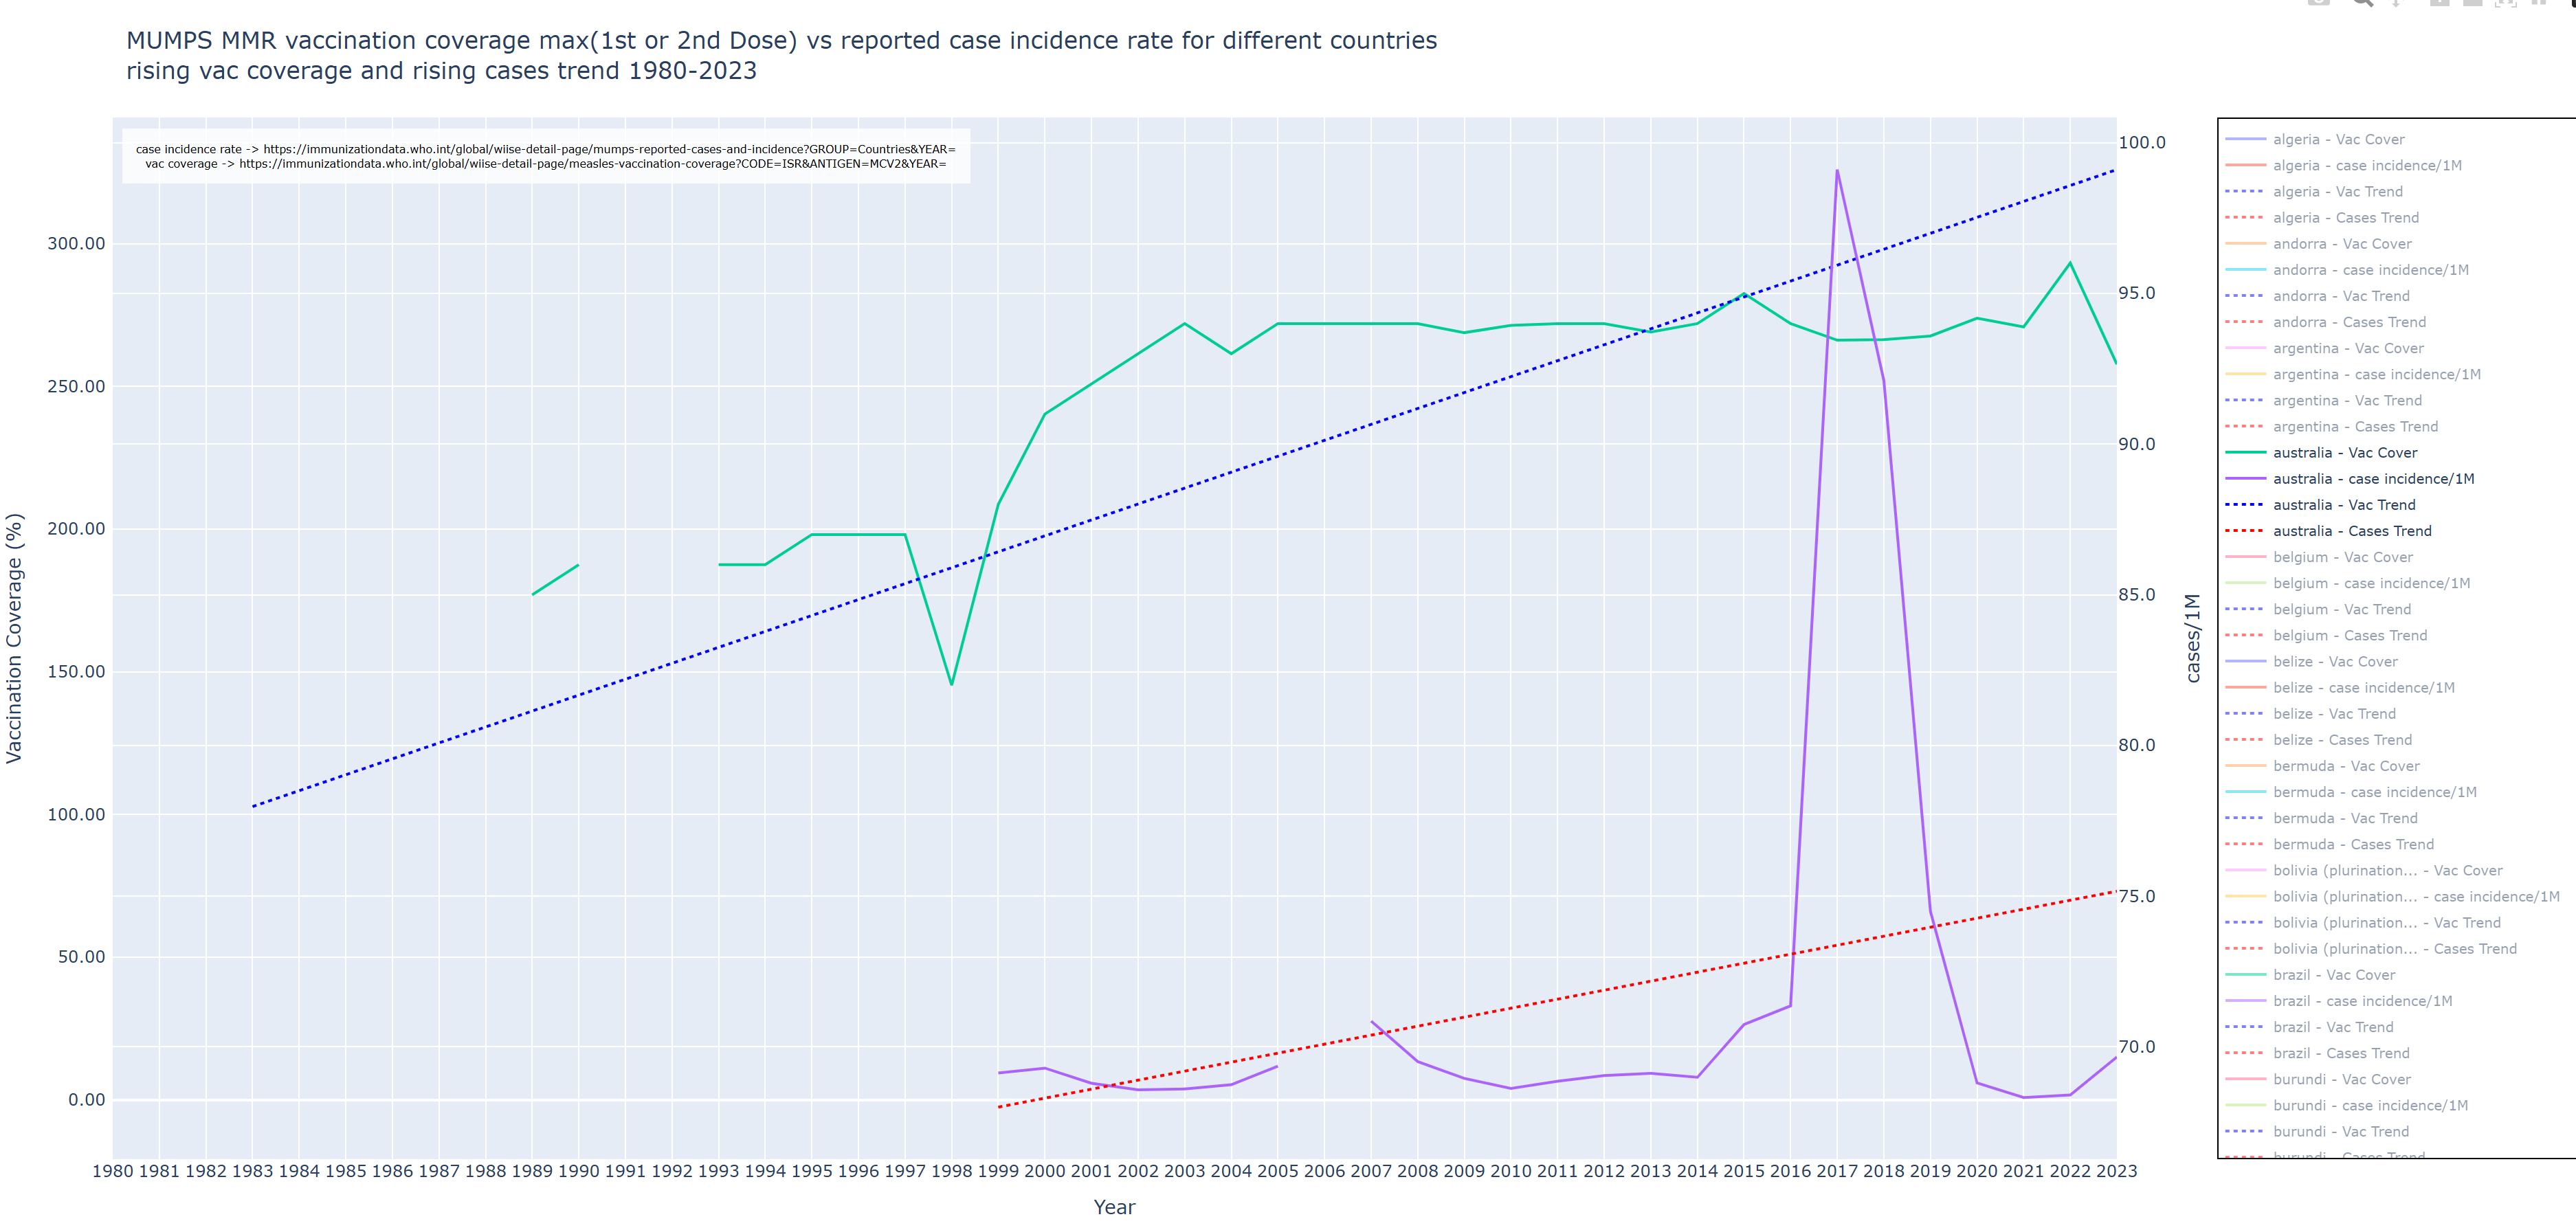 MUMPS MMR vaccination coverage max(1st or 2nd Dose) vs reported case incidence rate for different countries
rising vac coverage and rising cases trend 1980-2023
case incidence rate -> https://immunizationdata.who.int/global/wiise-detail-page/mumps-reported-cases-and-incidence?GROUP=Countries&YEAR=
vac coverage -> https://immunizationdata.who.int/global/wiise-detail-page/measles-vaccination-coverage?CODE=ISR&ANTIGEN=MCV2&YEAR=
Vaccination Coverage (%)
300.00
250.00
200.00
150.00
100.00
50.00
0.00
1980 1981 1982 1983 1984 1985 1986 1987 1988 1989 1990 1991 1992 1993 1994 1995 1996 1997 1998 1999 2000 2001 2002 2003 2004 2005 2006 2007 2008 2009 2010 2011 2012 2013 2014 2015 2016 2017 2018 2019 2020 2021 2022 2023
Year
100.0
95.0
90.0
85.0
80.0
75.0
70.0
cases/1M
algeria - Vac Cover
algeria - case incidence/1M
algeria - Vac Trend
algeria - Cases Trend
andorra - Vac Cover
andorra - case incidence/1M
andorra - Vac Trend
andorra - Cases Trend
argentina - Vac Cover
argentina - case incidence/1M
argentina - Vac Trend
argentina - Cases Trend
australia - Vac Cover
australia - case incidence/1M
australia - Vac Trend
australia - Cases Trend
belgium - Vac Cover
belgium - case incidence/1M
belgium - Vac Trend
belgium - Cases Trend
belize - Vac Cover
belize - case incidence/1M
belize - Vac Trend
belize - Cases Trend
bermuda - Vac Cover
bermuda - case incidence/1M
bermuda - Vac Trend
bermuda - Cases Trend
bolivia (plurination... - Vac Cover
bolivia (plurination... - case incidence/1M
bolivia (plurination... - Vac Trend
bolivia (plurination... - Cases Trend
brazil - Vac Cover
brazil - case incidence/1M
brazil - Vac Trend
brazil - Cases Trend
burundi - Vac Cover
burundi - case incidence/1M
burundi - Vac Trend
burundi - Cases Trend